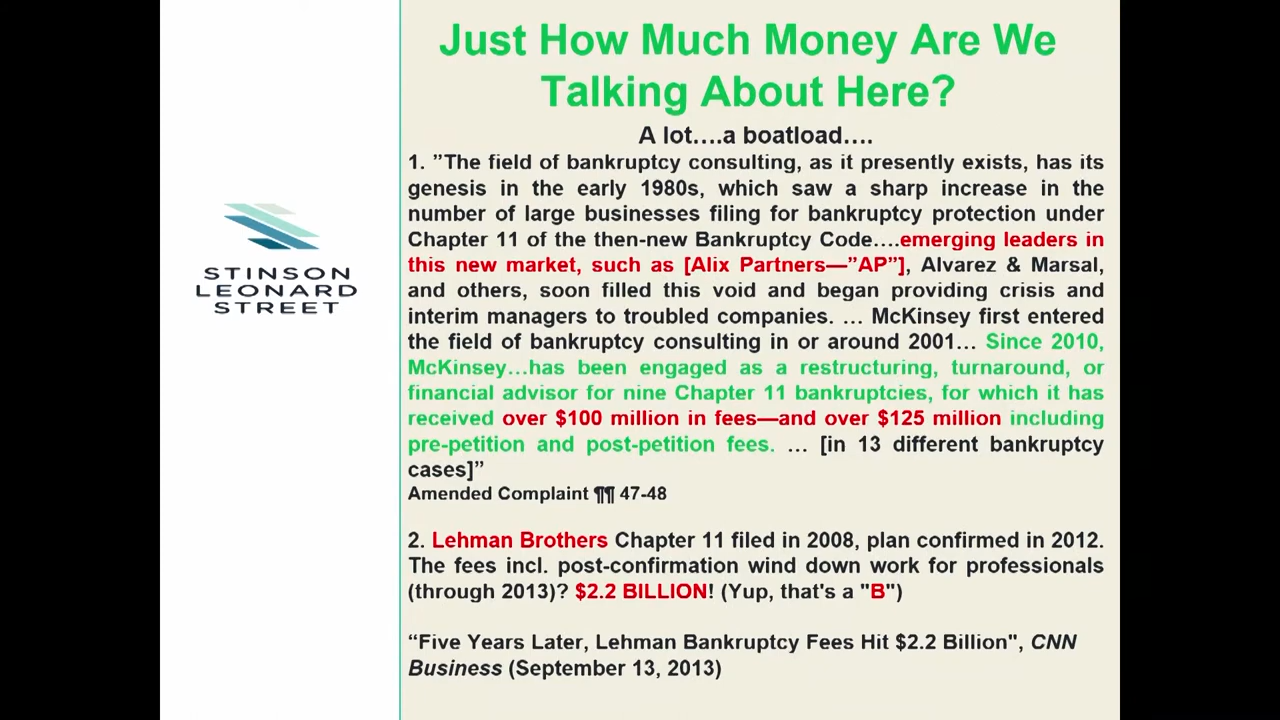 Just How Much Money Are We
Talking About Here?
A lot….a boatload….
1. ”The field of bankruptcy consulting, as it presently exists, has its
genesis in the early 1980s, which saw a sharp increase in the
number of large businesses filing for bankruptcy protection under
Chapter 11 of the then-new Bankruptcy Code….emerging leaders in
this new market, such as [Alix Partners—”AP”], Alvarez & Marsal,
and others, soon filled this void and began providing crisis and
interim managers to troubled companies. … McKinsey first entered
the field of bankruptcy consulting in or around 2001… Since 2010,
McKinsey…has been engaged as a restructuring, turnaround, or
financial advisor for nine Chapter 11 bankruptcies, for which it has
received over $100 million in fees—and over $125 million including
pre-petition and post-petition fees. … [in 13 different bankruptcy
cases]”
Amended Complaint ¶¶ 47-48
2. Lehman Brothers Chapter 11 filed in 2008, plan confirmed in 2012.
The fees incl. post-confirmation wind down work for professionals
(through 2013)? $2.2 BILLION! (Yup, that's a "B")
“Five Years Later, Lehman Bankruptcy Fees Hit $2.2 Billion", CNN
Business (September 13, 2013)
STINSON
LEONARD
STREET